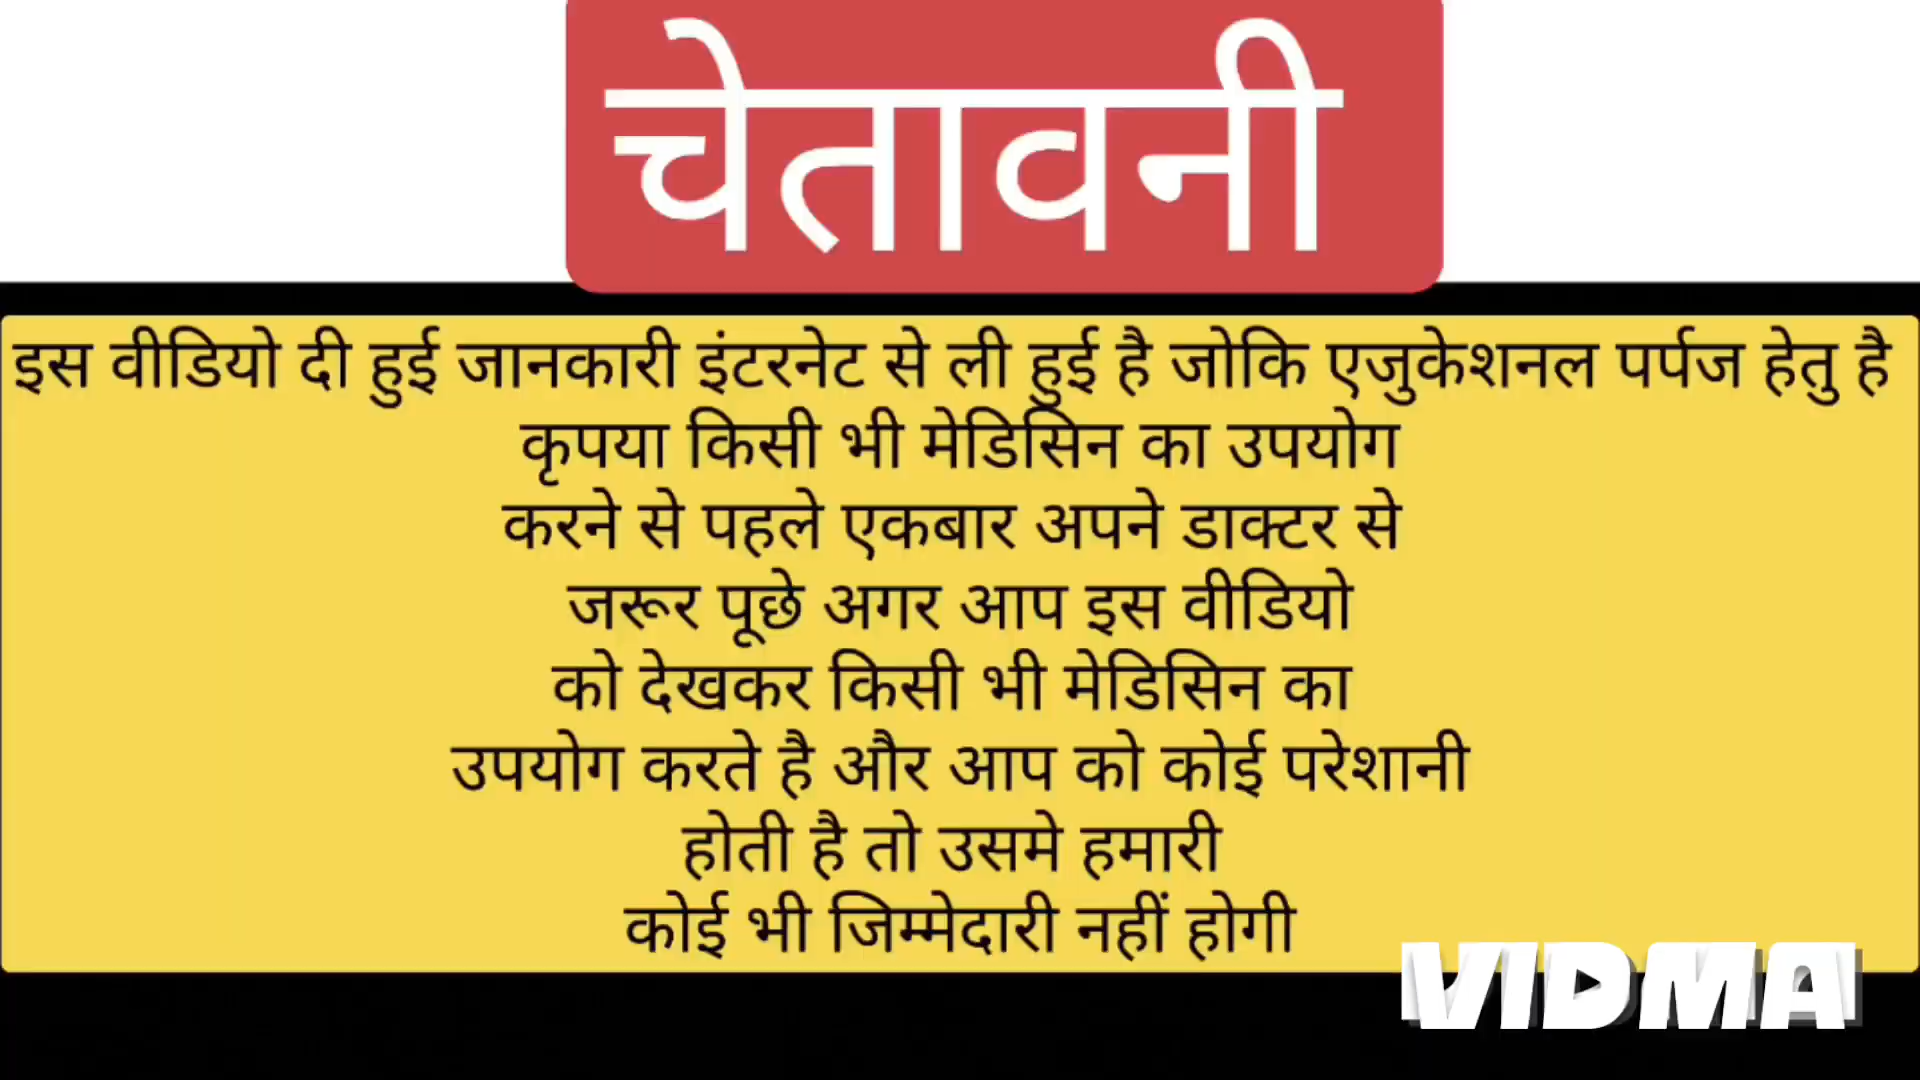 चेतावनी
इस वीडियो दी हुई जानकारी इंटरनेट से ली हुई है जोकि एजुकेशनल पर्पज हेतु है
कृपया किसी भी मेडिसिन का उपयोग
करने से पहले एकबार अपने डाक्टर से
जरूर पूछे अगर आप इस वीडियो
को देखकर किसी भी मेडिसिन का
उपयोग करते है और आप को कोई परेशानी
होती है तो उसमे हमारी
कोई भी जिम्मेदारी नहीं होगी
VIDMA